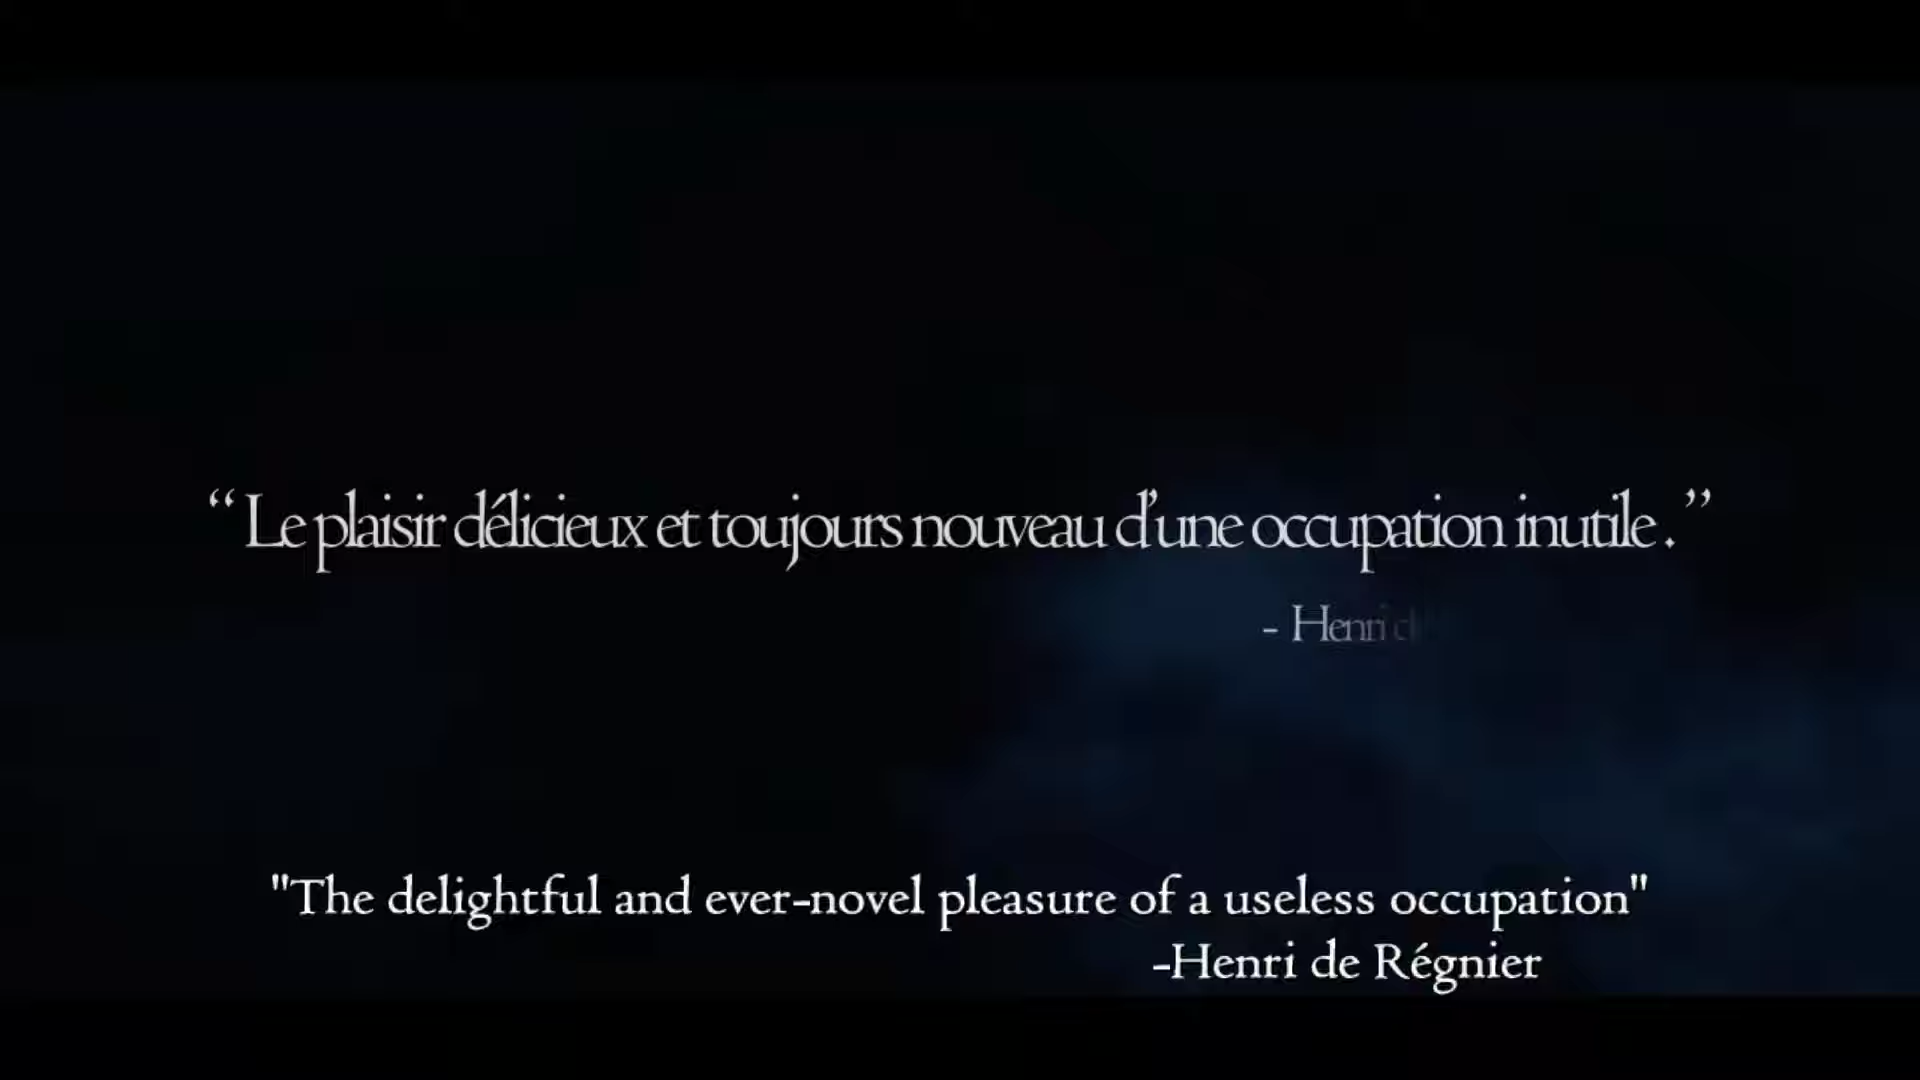 “Le plaisir délicieux et toujours nouveau d’une occupation inutile.”
- Henri d
"The delightful and ever-novel pleasure of a useless occupation"
-Henri de Régnier